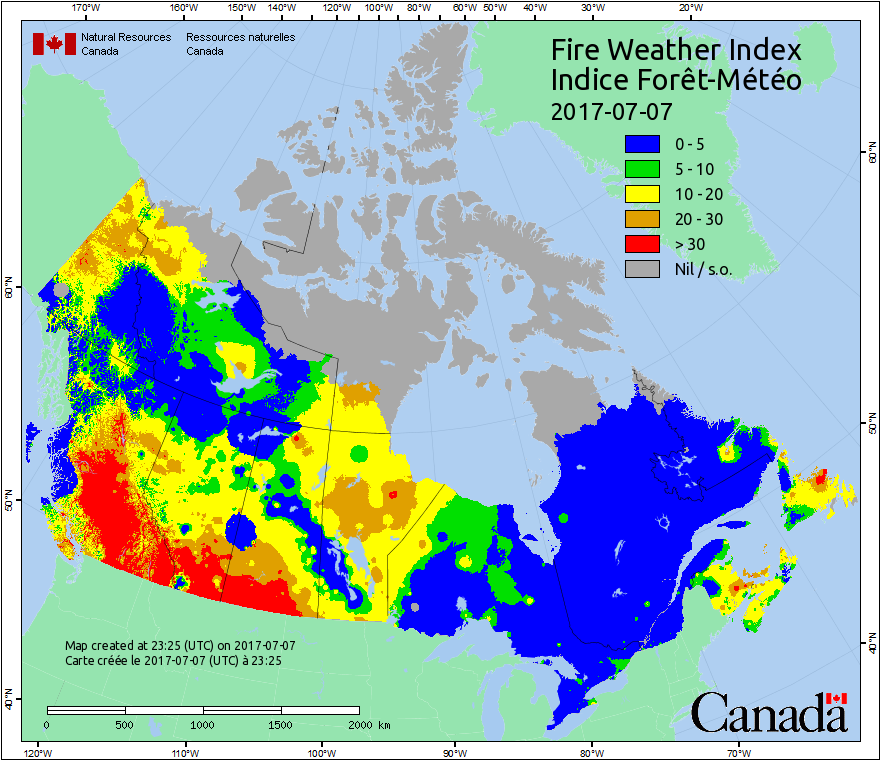 170°W 160°W 150°W 140°W 120°W 100°W 80°W 60°W 50°W 40°W 30°W 20°W
Natural Resources Ressources naturelles
Canada Canada
Fire Weather Index
Indice Forêt-Météo
2017-07-07
0 - 5
5 - 10
10 - 20
20 - 30
> 30
Nil / s.o.
60°N
60°N
50°N
50°N
40°N
40°N
Map created at 23:25 (UTC) on 2017-07-07
Carte créée le 2017-07-07 (UTC) à 23:25
0 500 1000 1500 2000 km
Canada
120°W 110°W 100°W 90°W 80°W 70°W